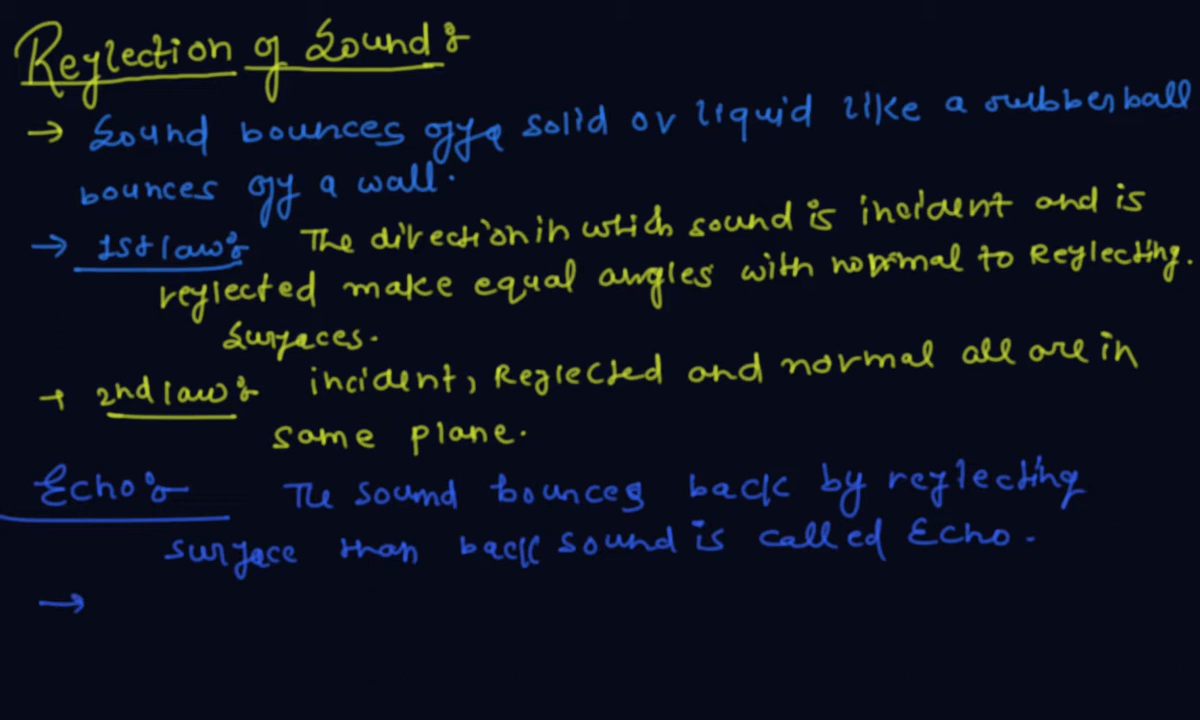 Reflection of Sound :-
→ Sound bounces off a solid or liquid like a rubber ball
bounces off a wall.
→ 1st law :- The direction in which sound is incident and is
reflected make equal angles with normal to Reflecting.
Surfaces.
→ 2nd law :- incident, Reflected and normal all are in
same plane.
Echo :- The sound bounces back by reflecting
surface than back sound is called Echo.
→